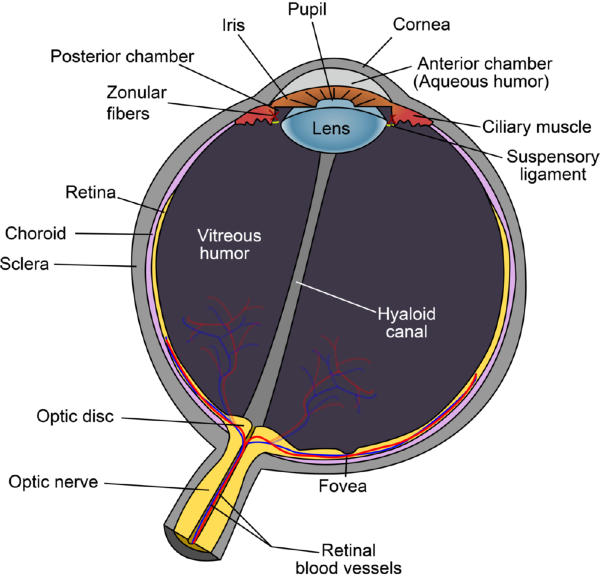 Pupil
Iris
Cornea
Posterior chamber
Anterior chamber
(Aqueous humor)
Zonular
fibers
Lens
Ciliary muscle
Suspensory
ligament
Retina
Choroid
Sclera
Vitreous
humor
Hyaloid
canal
Optic disc
Optic nerve
Fovea
Retinal
blood vessels